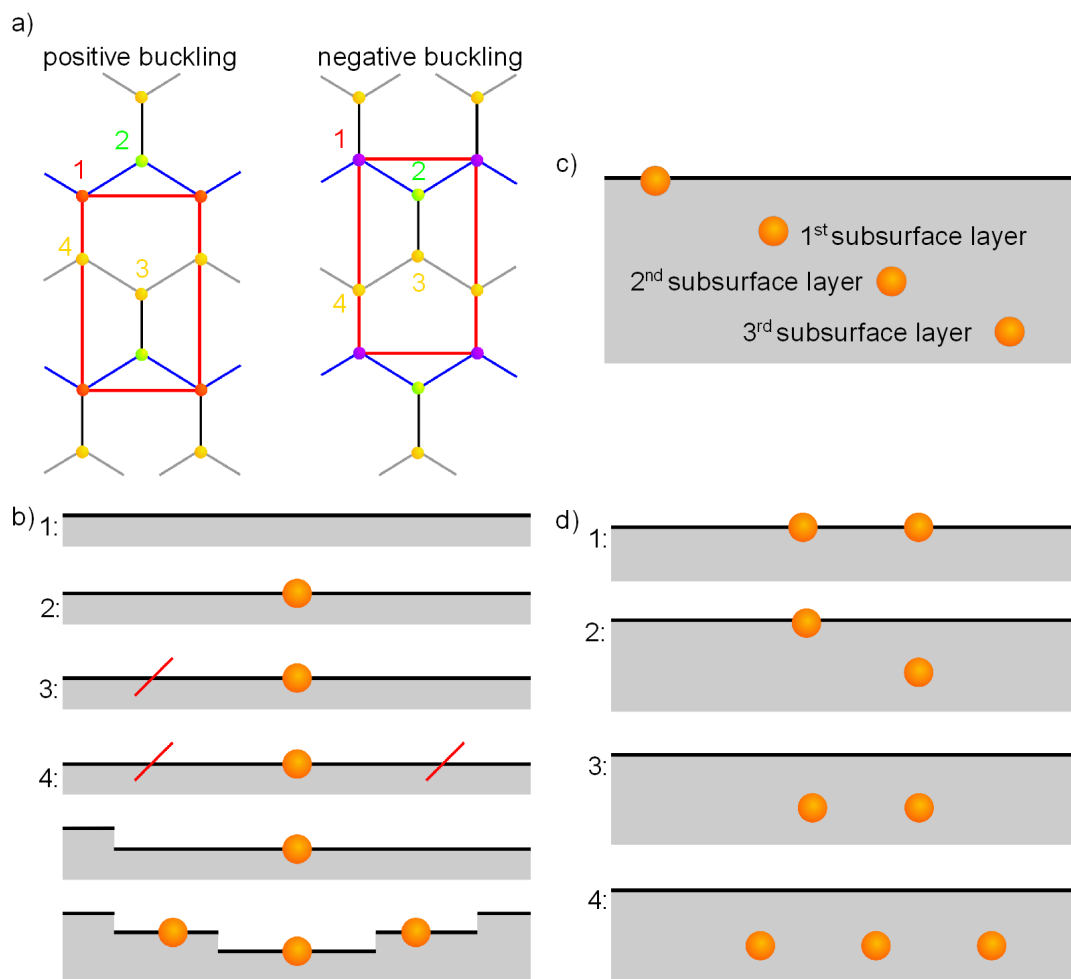 a)
positive buckling
negative buckling
2
1
4
3
1
2
3
4
c)
1st subsurface layer
2nd subsurface layer
3rd subsurface layer
b)
1:
2:
3:
4:
d)
1:
2:
3:
4: